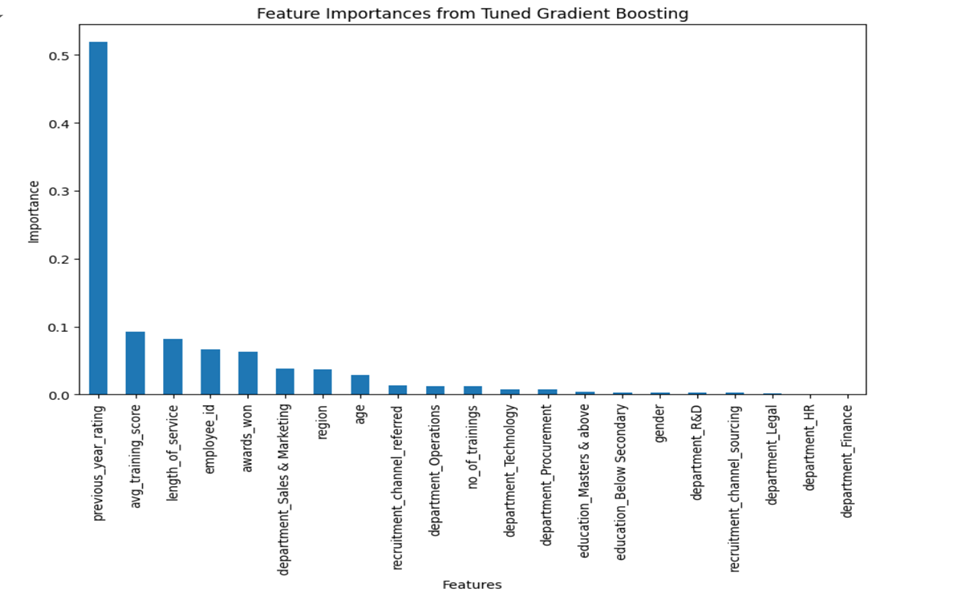 Feature Importances from Tuned Gradient Boosting
0.5
0.4
0.3
0.2
0.1
0.0
Importance
previous_year_rating
avg_training_score
length_of_service
employee_id
awards_won
department_Sales & Marketing
region
age
recruitment_channel_referred
department_Operations
no_of_trainings
department_Technology
department_Procurement
education_Masters & above
education_Below Secondary
gender
department_R&D
recruitment_channel_sourcing
department_Legal
department_HR
department_Finance
Features